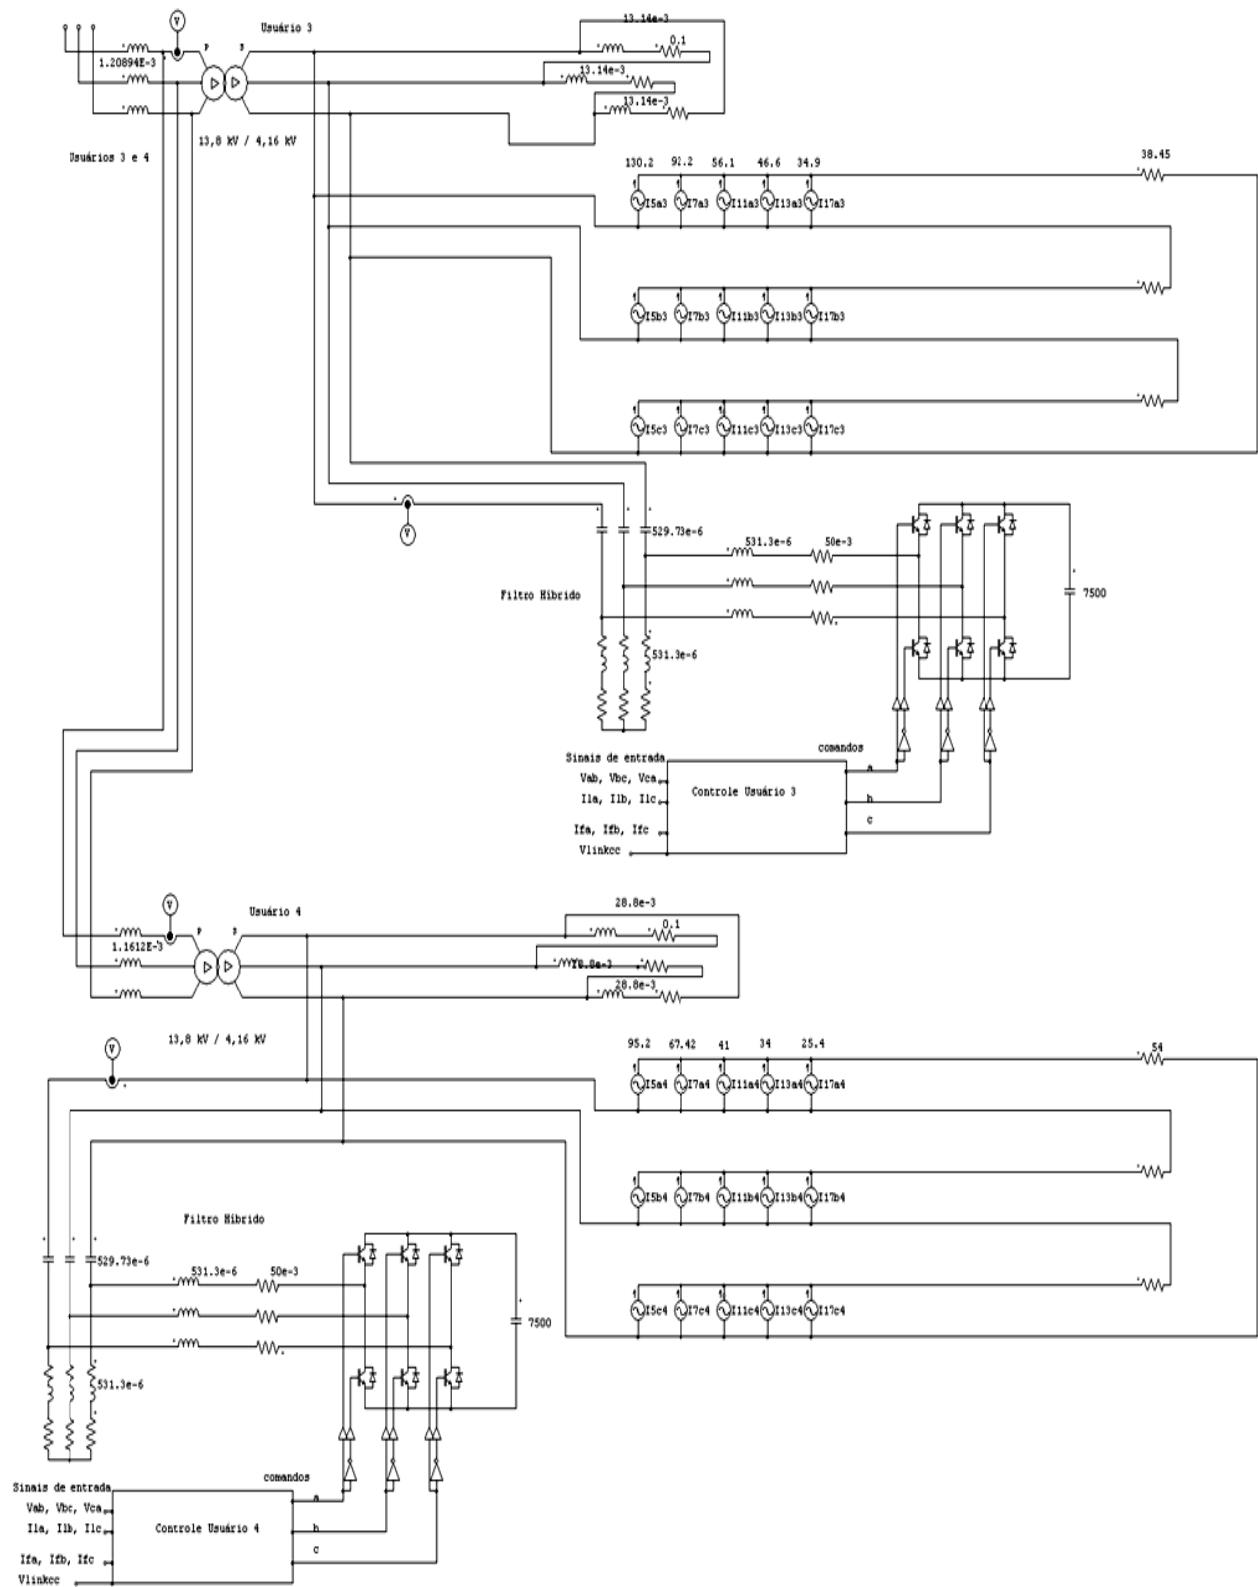 V
Usuário 3
13.14e-3
0.1
P
S
1.20894E-3
13.14e-3
13.14e-3
13,8 kV / 4,16 kV
Usuários 3 e 4
130.2 92.2 56.1 46.6 34.9 38.45
I5a3 I7a3 I11a3 I13a3 I17a3
I5b3 I7b3 I11b3 I13b3 I17b3
I5c3 I7c3 I11c3 I13c3 I17c3
V
529.73e-6
531.3e-6 50e-3
Filtro Híbrido
7500
531.3e-6
Sinais de entrada
comandos
Vab, Vbc, Vca
a
Controle Usuário 3
Ila, Ilb, Ilc
b
Ifa, Ifb, Ifc
c
Vlinkcc
V
Usuário 4
28.8e-3
0.1
P
S
1.1612E-3
28.8e-3
13,8 kV / 4,16 kV
V
95.2 67.42 41 34 25.4 54
I5a4 I7a4 I11a4 I13a4 I17a4
I5b4 I7b4 I11b4 I13b4 I17b4
Filtro Híbrido
529.73e-6
531.3e-6 50e-3
I5c4 I7c4 I11c4 I13c4 I17c4
7500
531.3e-6
Sinais de entrada
comandos
Vab, Vbc, Vca
a
Controle Usuário 4
Ila, Ilb, Ilc
b
Ifa, Ifb, Ifc
c
Vlinkcc